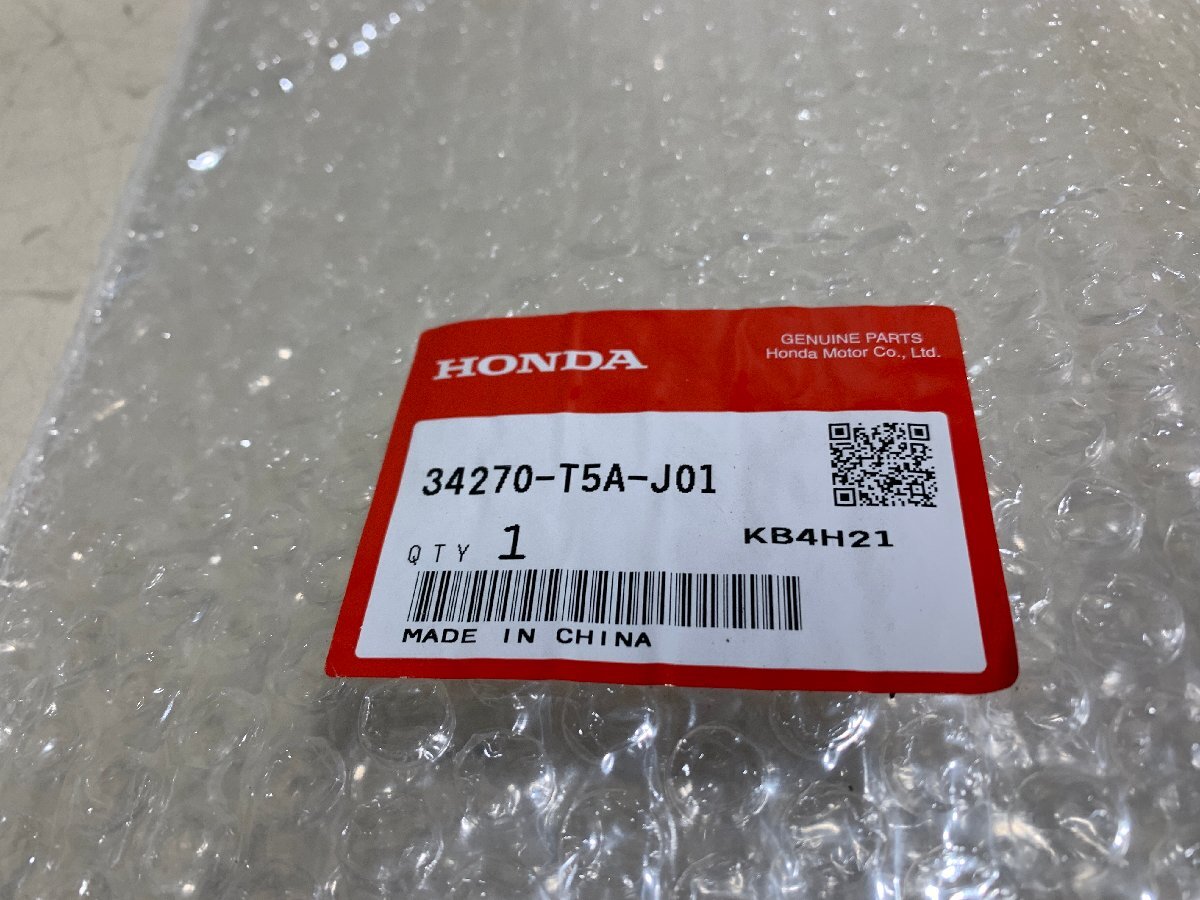 HONDA
GENUINE PARTS
Honda Motor Co., Ltd.
34270-T5A-J01
QTY 1
KB4H21
MADE IN CHINA